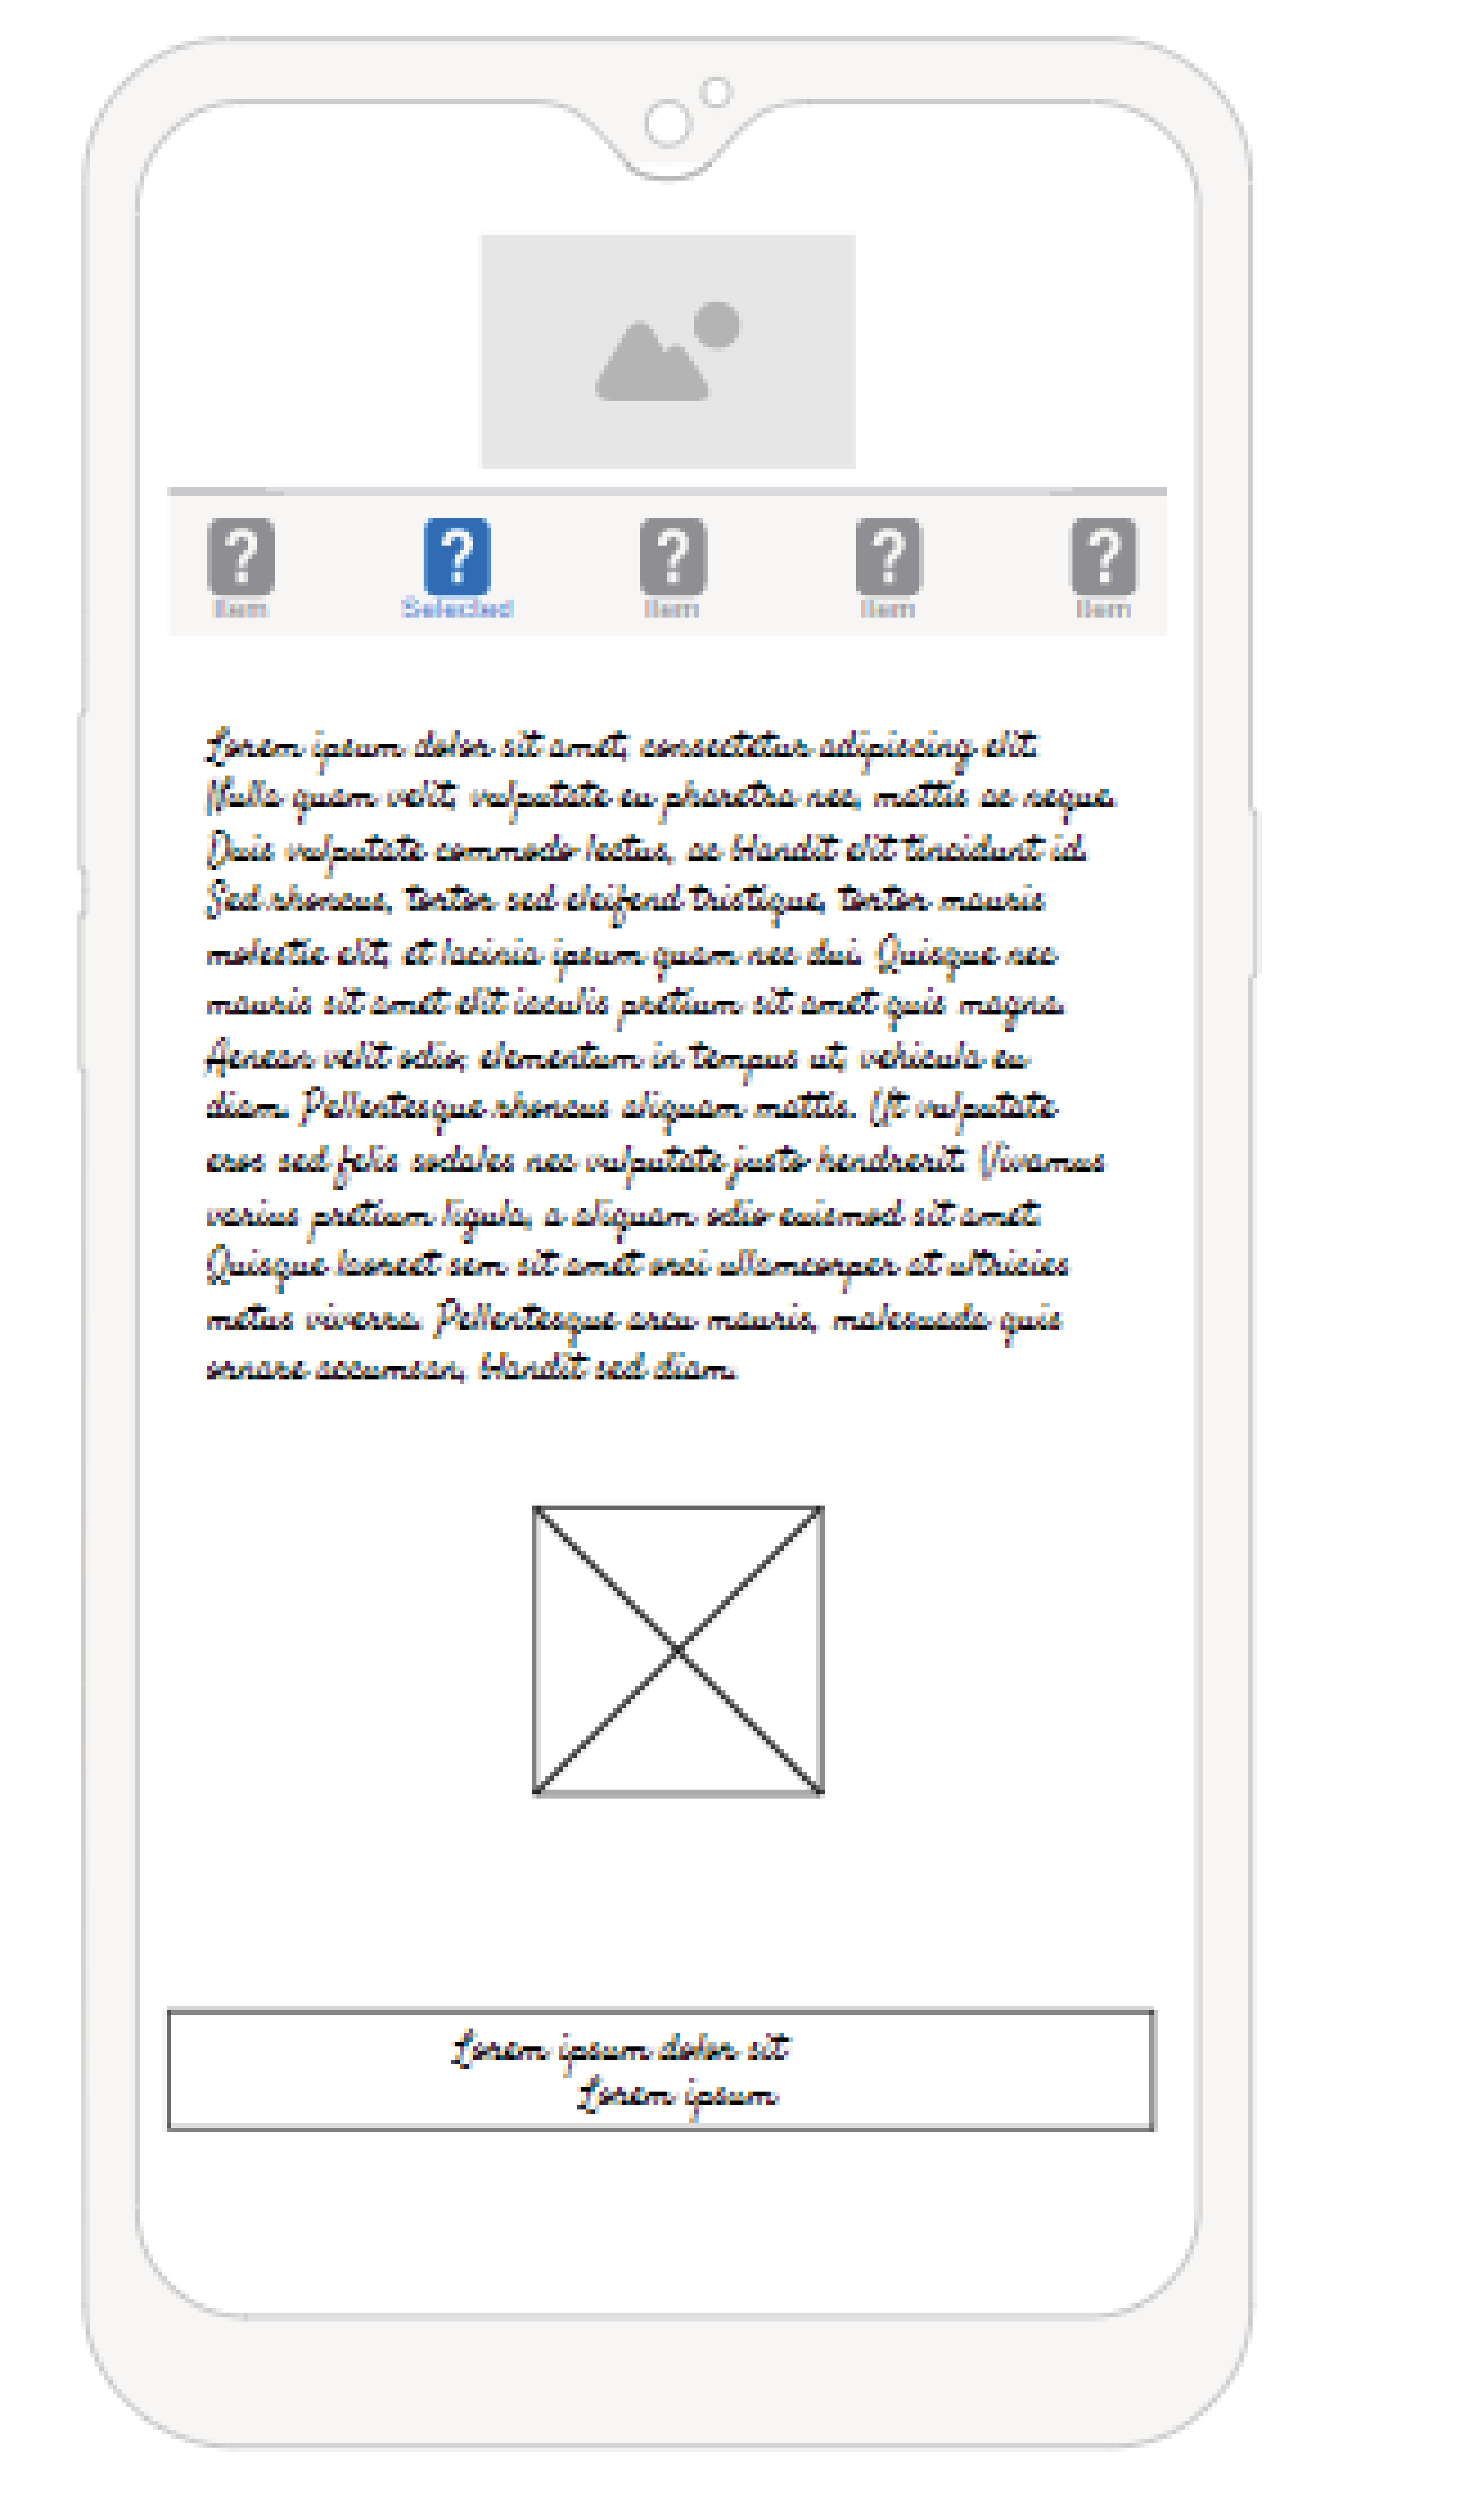 ? ? ? ? ?
Item Selected Item Item Item
Lorem ipsum dolor sit amet, consectetur adipiscing elit.
Nulla quam velit, vulputate eu pharetra nec, mattis ac neque.
Duis vulputate commodo lectus, ac blandit elit tincidunt id.
Sed rhoncus, tortor sed eleifend tristique, tortor mauris
molestie elit, et lacinia ipsum quam nec dui. Quisque nec
mauris sit amet elit iaculis pretium sit amet quis magna.
Aenean velit odio, elementum in tempus ut, vehicula eu
diam. Pellentesque rhoncus aliquam mattis. Ut vulputate
eros sed felis sodales nec vulputate justo hendrerit. Vivamus
varius pretium ligula, a aliquam odio euismod sit amet.
Quisque laoreet sem sit amet orci ullamcorper at ultricies
metus viverra. Pellentesque arcu mauris, malesuada quis
ornare accumsan, blandit sed diam.
Lorem ipsum dolor sit
Lorem ipsum